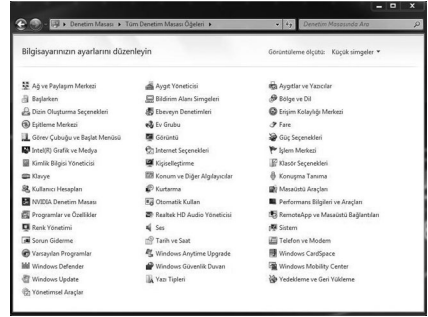 Denetim Masası ▸ Tüm Denetim Masası Öğeleri ▸
Denetim Masasında Ara
Bilgisayarınızın ayarlarını düzenleyin
Görüntüleme ölçütü: Küçük simgeler
Ağ ve Paylaşım Merkezi
Aygıt Yöneticisi
Aygıtlar ve Yazıcılar
Başlarken
Bildirim Alanı Simgeleri
Bölge ve Dil
Dizin Oluşturma Seçenekleri
Ebeveyn Denetimleri
Erişim Kolaylığı Merkezi
Eşitleme Merkezi
Ev Grubu
Fare
Görev Çubuğu ve Başlat Menüsü
Görüntü
Güç Seçenekleri
Intel(R) Grafik ve Medya
Internet Seçenekleri
İşlem Merkezi
Kimlik Bilgisi Yöneticisi
Kişiselleştirme
Klasör Seçenekleri
Klavye
Konum ve Diğer Algılayıcılar
Konuşma Tanıma
Kullanıcı Hesapları
Kurtarma
Masaüstü Araçları
NVIDIA Denetim Masası
Otomatik Kullan
Performans Bilgileri ve Araçları
Programlar ve Özellikler
Realtek HD Audio Yöneticisi
RemoteApp ve Masaüstü Bağlantıları
Renk Yönetimi
Ses
Sistem
Sorun Giderme
Tarih ve Saat
Telefon ve Modem
Varsayılan Programlar
Windows Anytime Upgrade
Windows CardSpace
Windows Defender
Windows Güvenlik Duvarı
Windows Mobility Center
Windows Update
Yazı Tipleri
Yedekleme ve Geri Yükleme
Yönetimsel Araçlar